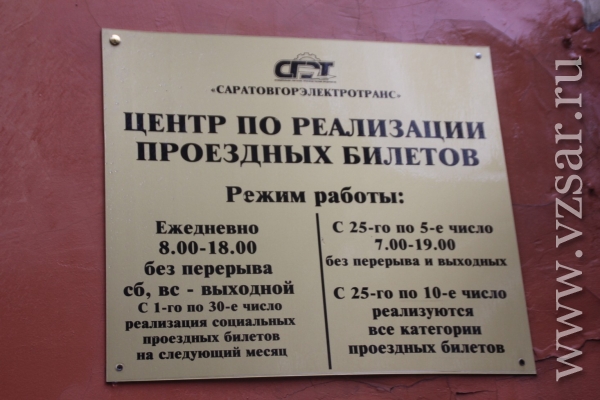 СГЭТ
«САРАТОВГОРЭЛЕКТРОТРАНС»
ЦЕНТР ПО РЕАЛИЗАЦИИ
ПРОЕЗДНЫХ БИЛЕТОВ
Режим работы:
Ежедневно
8.00-18.00
без перерыва
сб, вс - выходной
С 1-го по 30-е число
реализация социальных
проездных билетов
на следующий месяц
С 25-го по 5-е число
7.00-19.00
без перерыва и выходных
С 25-го по 10-е число
реализуются
все категории
проездных билетов
www.vzsar.ru